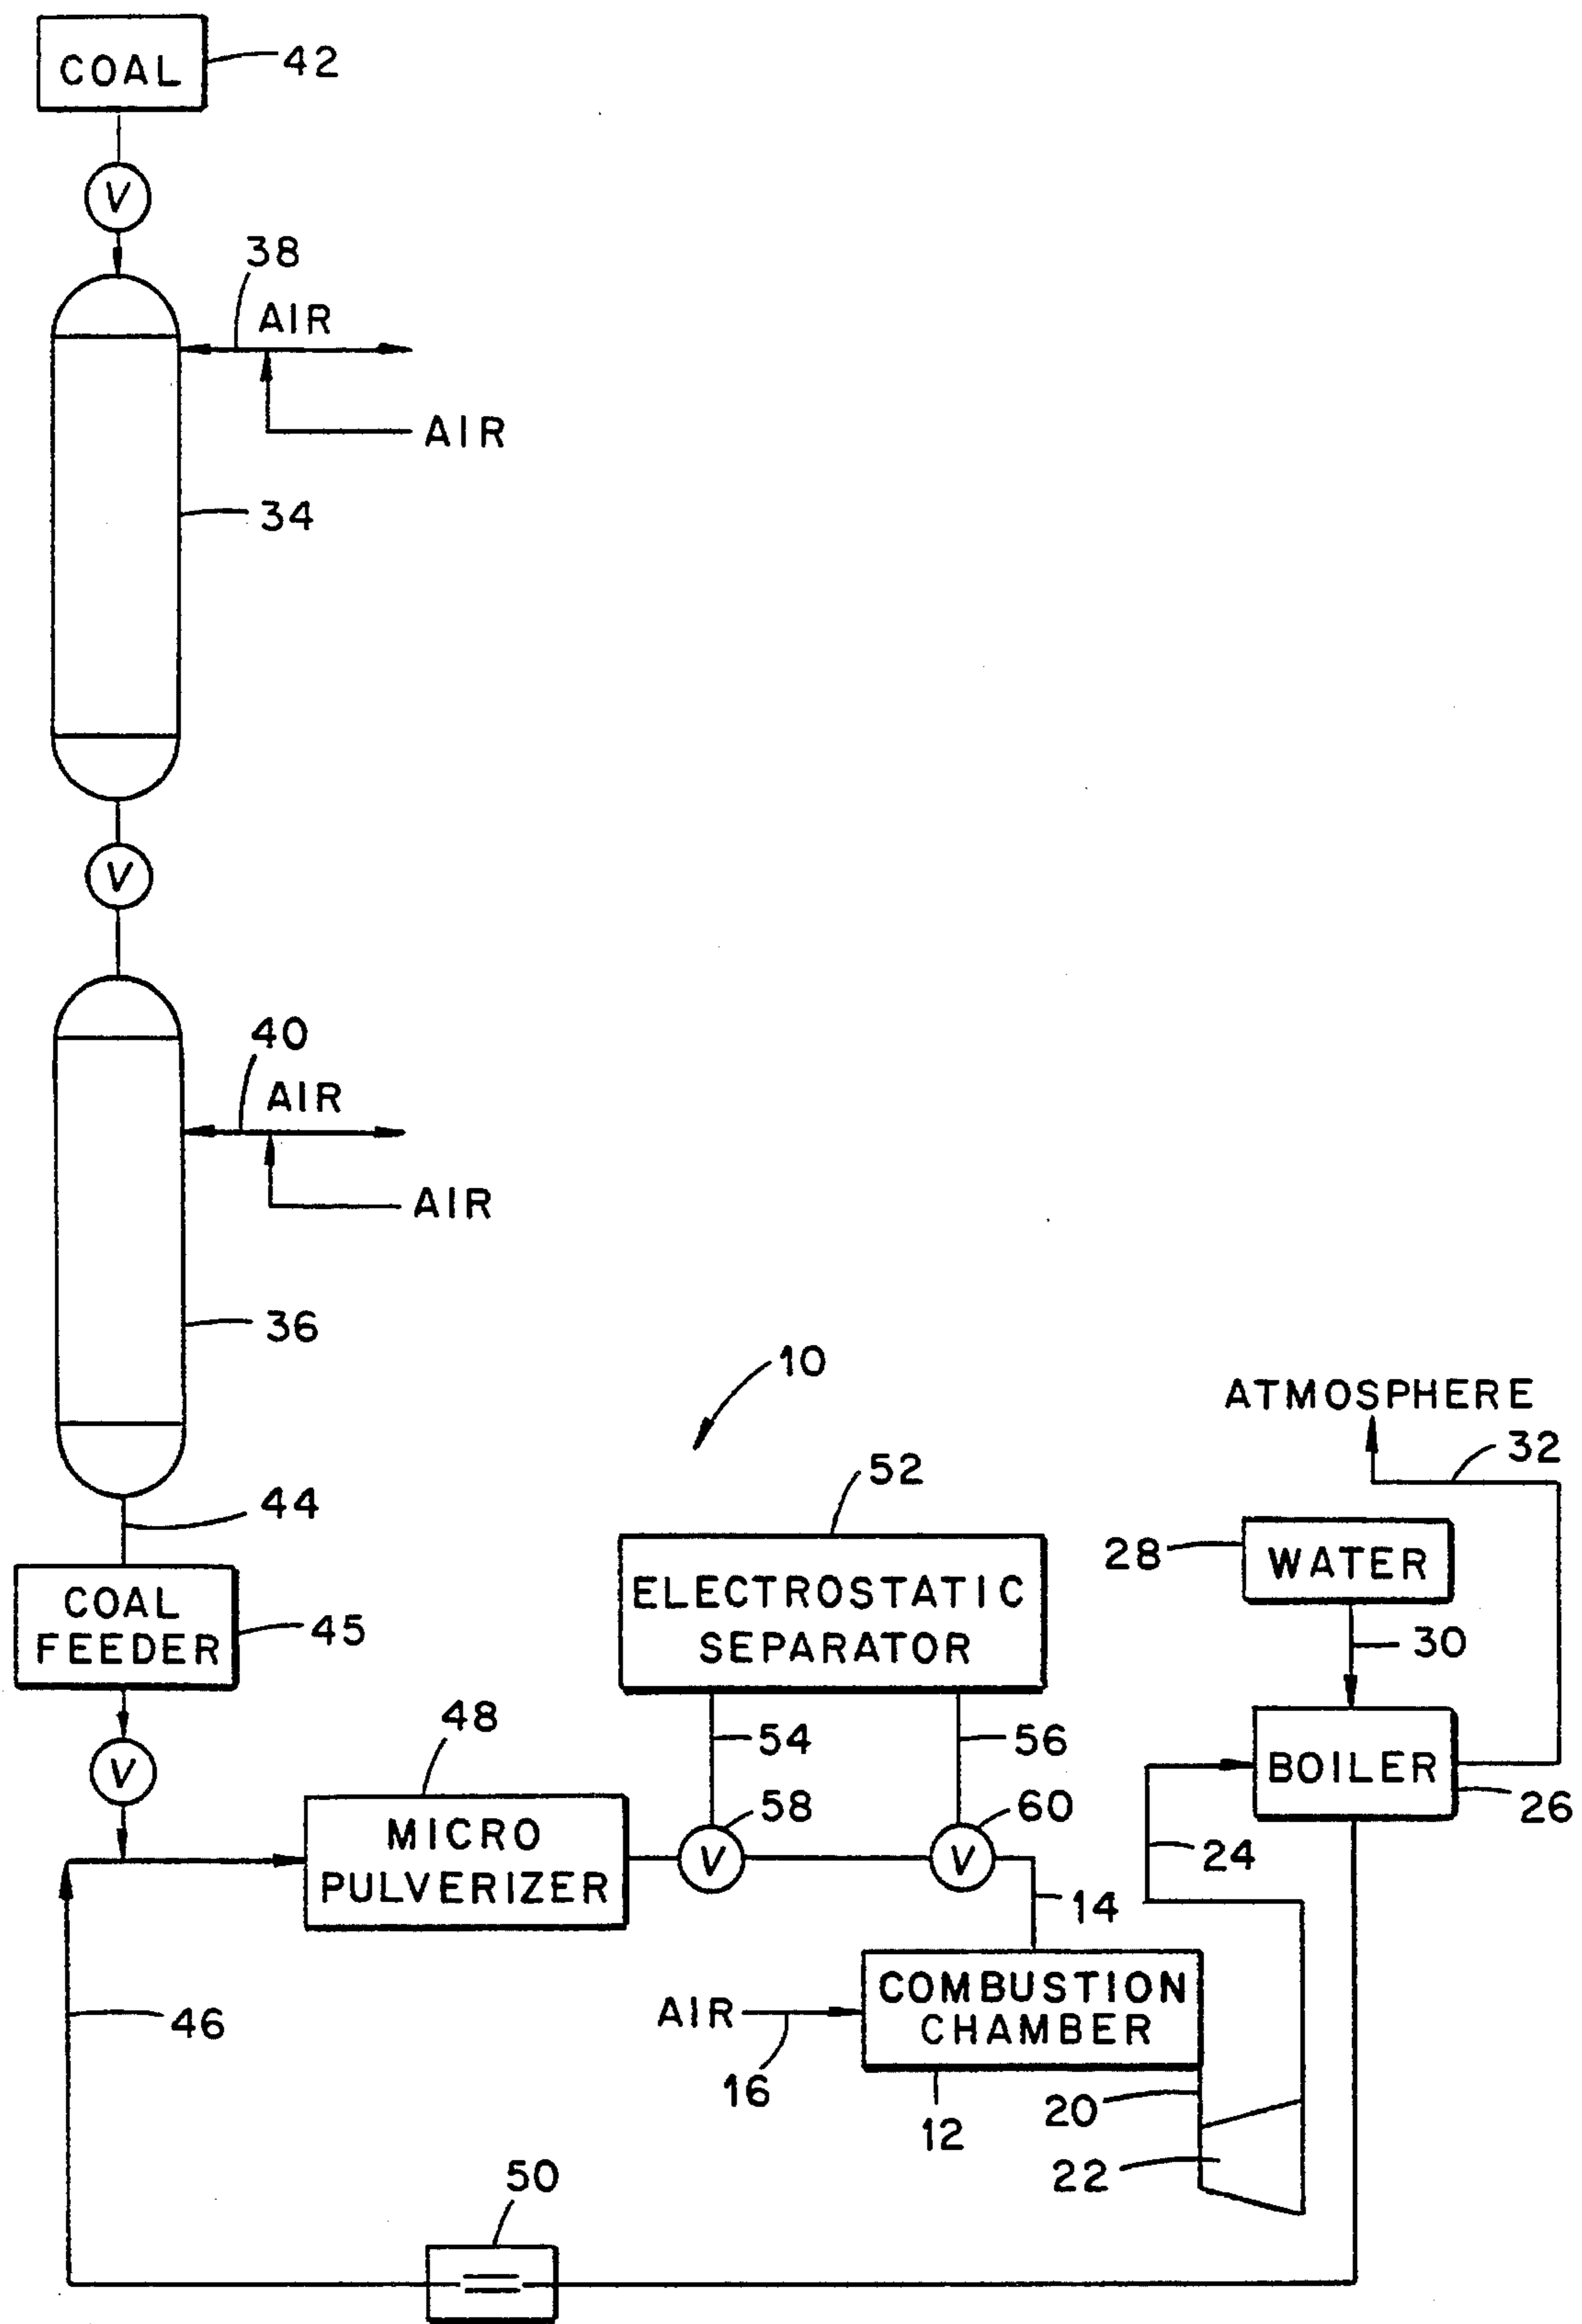 COAL
42
V
38
AIR
AIR
34
V
40
AIR
AIR
36
10
ATMOSPHERE
32
44
52
28
WATER
ELECTROSTATIC
SEPARATOR
COAL
FEEDER
45
30
48
54
56
BOILER
26
V
58
60
MICRO
PULVERIZER
V
V
24
14
COMBUSTION
CHAMBER
AIR
46
16
12
20
22
50